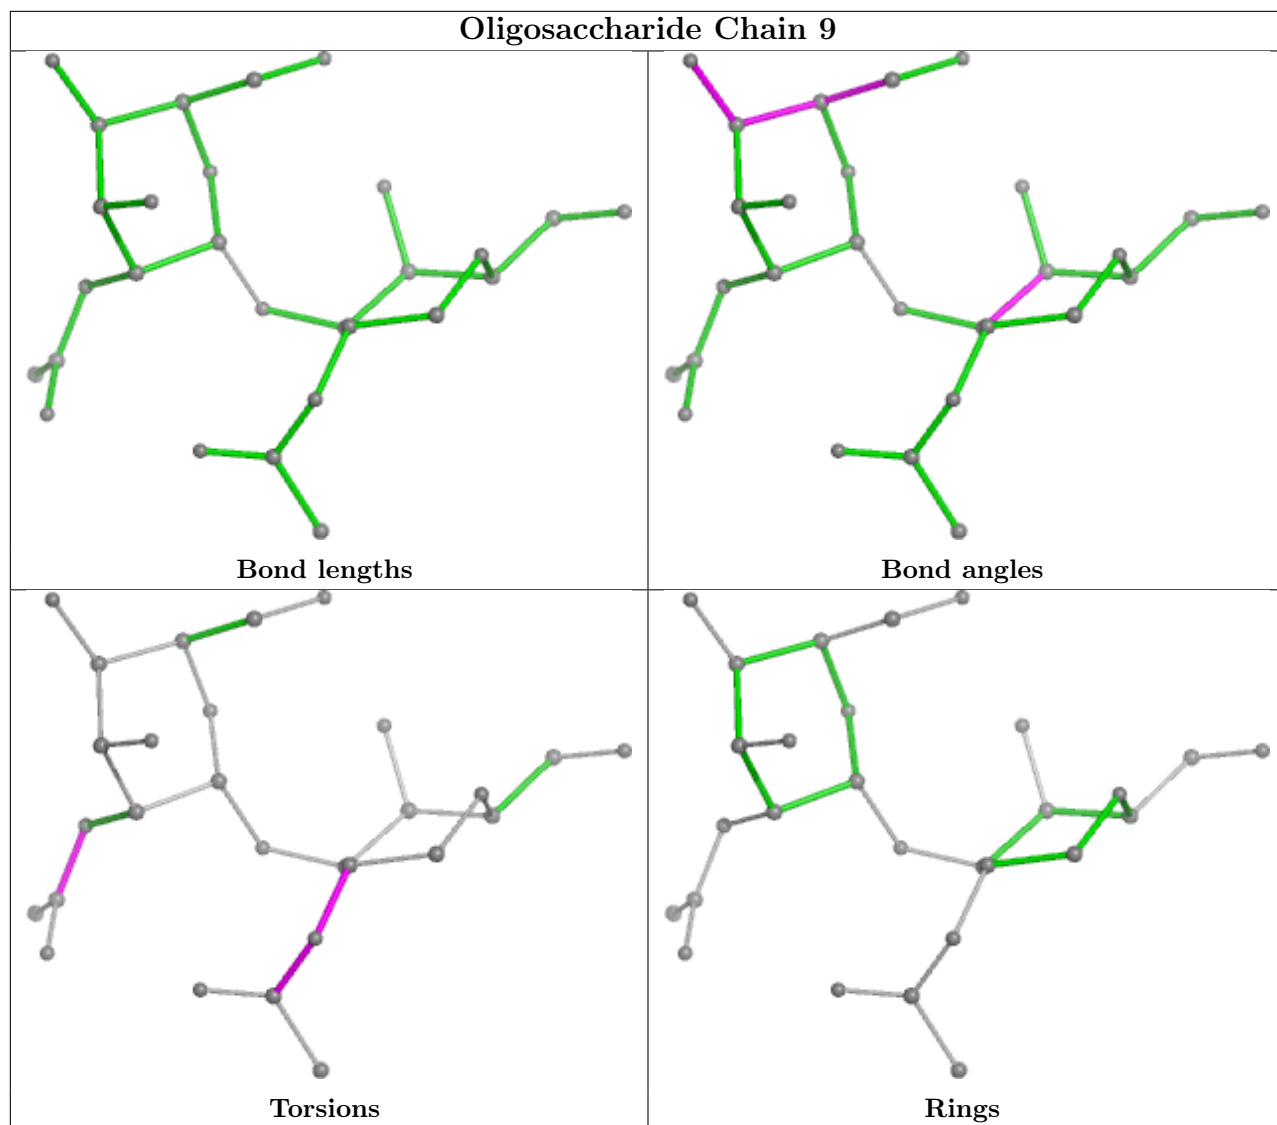 Oligosaccharide Chain 9
Bond lengths
Bond angles
Torsions
Rings